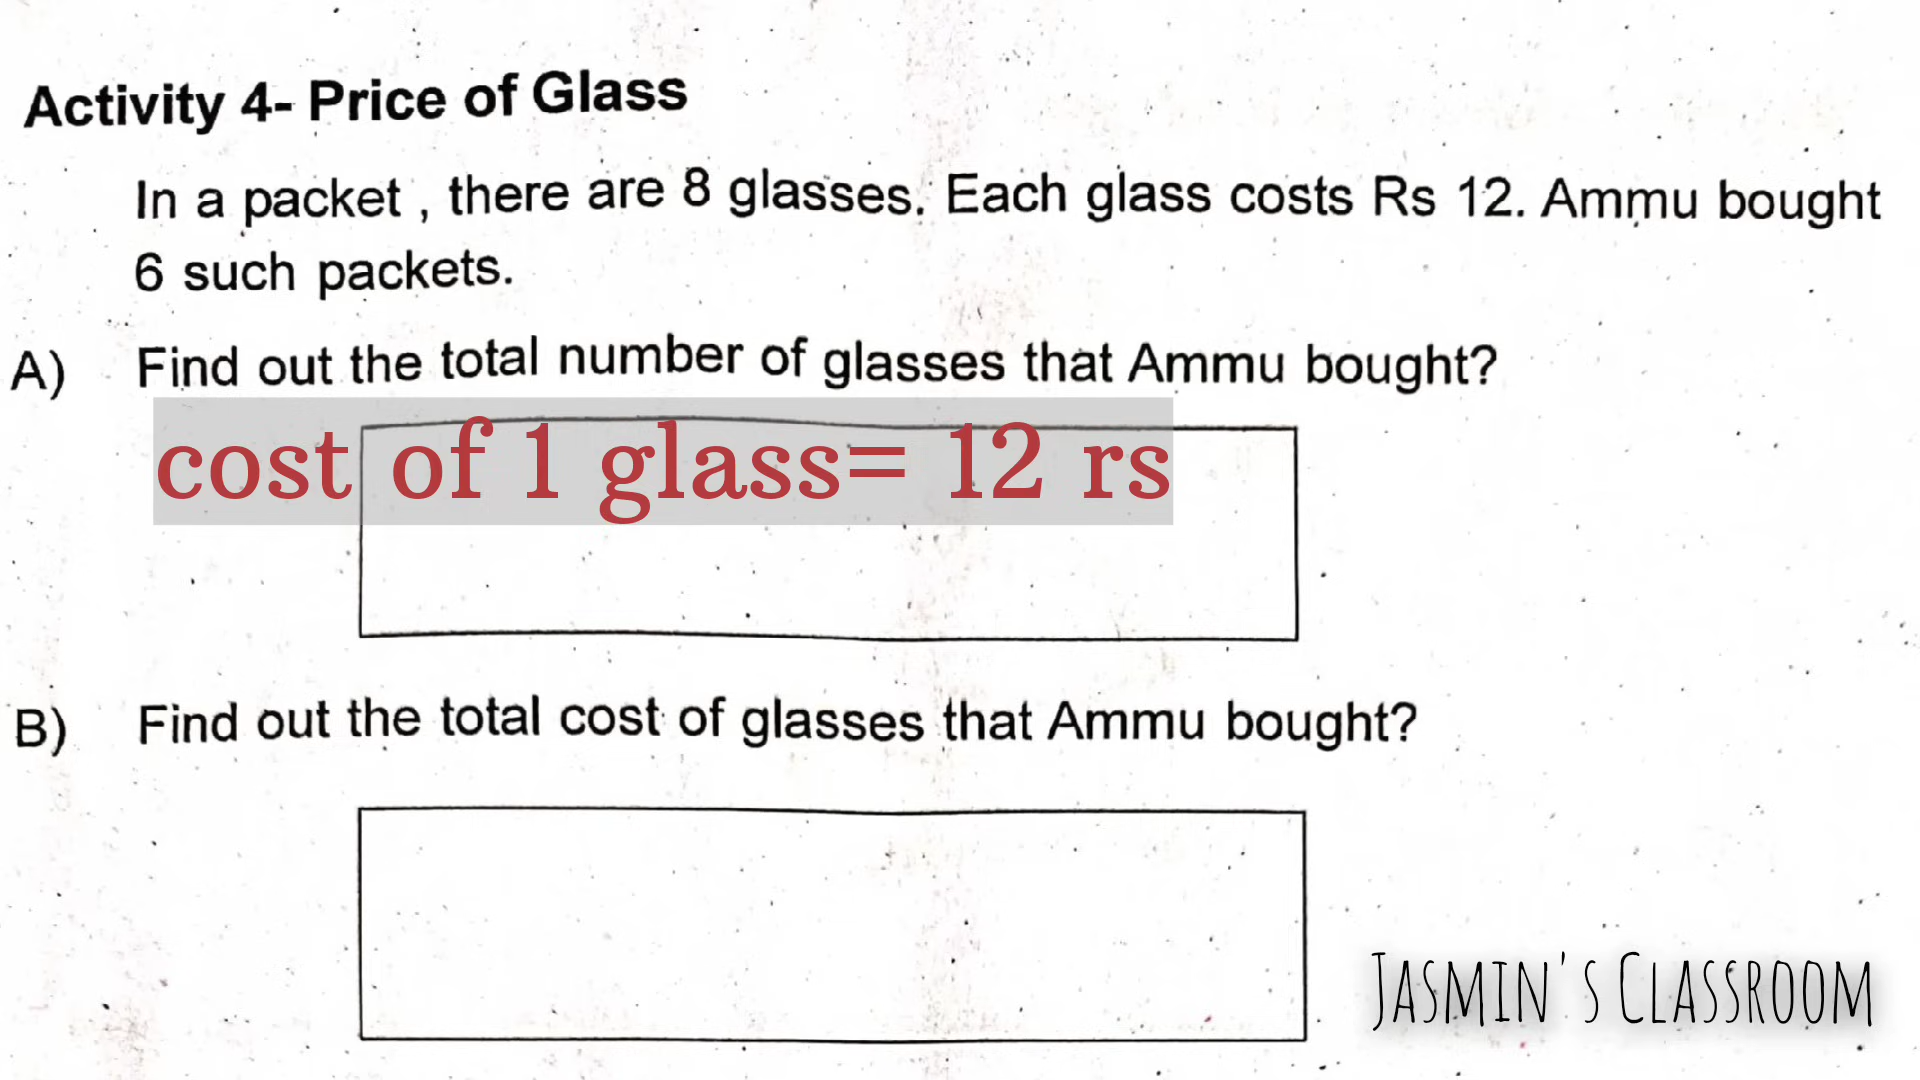 Activity 4- Price of Glass
In a packet , there are 8 glasses. Each glass costs Rs 12. Ammu bought
6 such packets.
A) Find out the total number of glasses that Ammu bought?
cost of 1 glass= 12 rs
B) Find out the total cost of glasses that Ammu bought?
JASMIN'S CLASSROOM